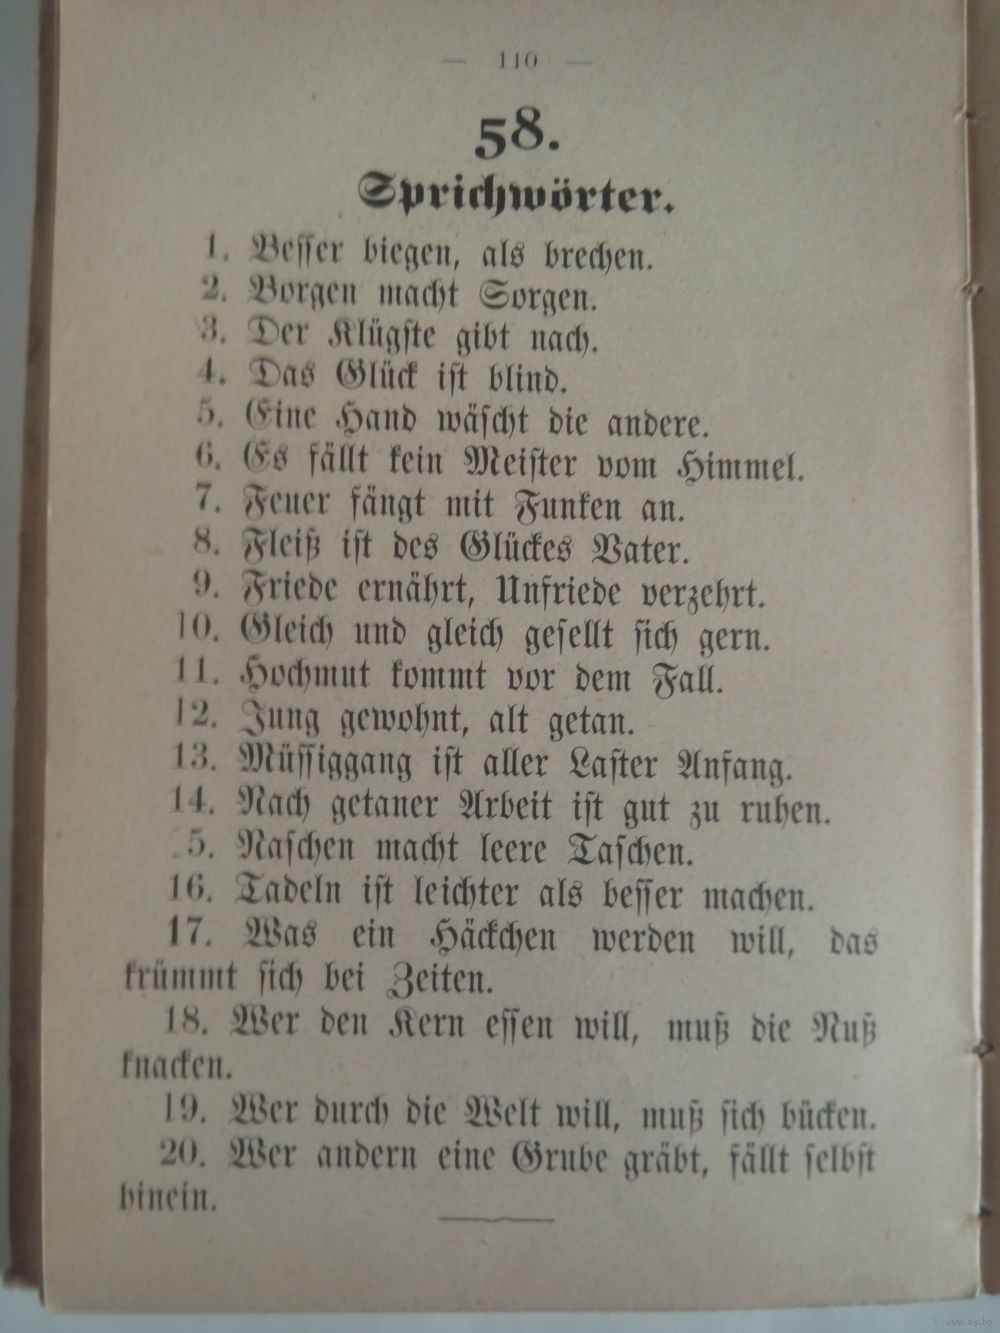 — 110 —
58.
Sprichwörter.
1. Besser biegen, als brechen.
2. Borgen macht Sorgen.
3. Der Klügste gibt nach.
4. Das Glück ist blind.
5. Eine Hand wäscht die andere.
6. Es fällt kein Meister vom Himmel.
7. Feuer fängt mit Funken an.
8. Fleiß ist des Glückes Vater.
9. Friede ernährt, Unfriede verzehrt.
10. Gleich und gleich gesellt sich gern.
11. Hochmut kommt vor dem Fall.
12. Jung gewohnt, alt getan.
13. Müssiggang ist aller Laster Anfang.
14. Nach getaner Arbeit ist gut zu ruhen.
15. Naschen macht leere Taschen.
16. Tadeln ist leichter als besser machen.
17. Was ein Häckchen werden will, das
krümmt sich bei Zeiten.
18. Wer den Kern essen will, muß die Nuß
knacken.
19. Wer durch die Welt will, muß sich bücken.
20. Wer andern eine Grube gräbt, fällt selbst
hinein.
www.ay.by